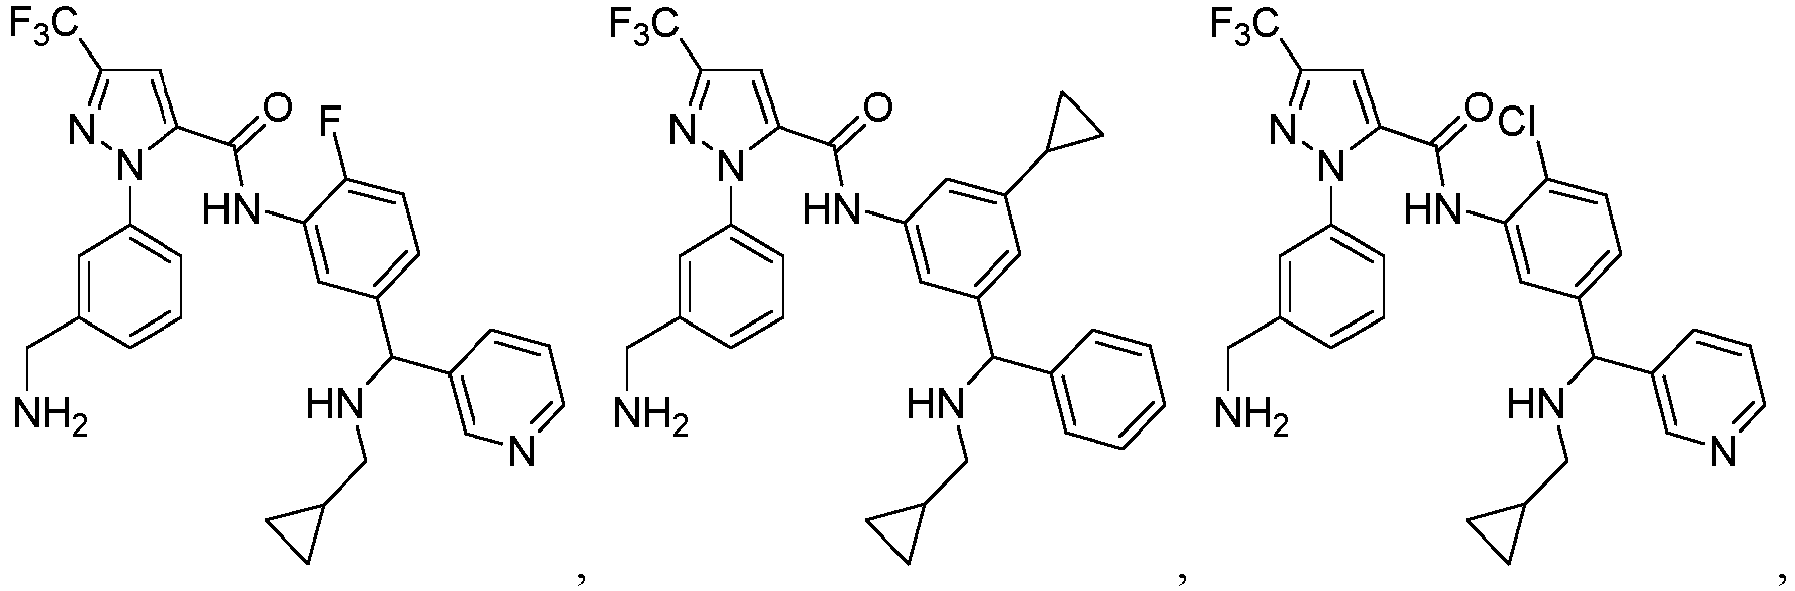 F₃C F₃C F₃C
O F O O Cl
N N N N N N
HN HN HN
NH₂ HN N NH₂ HN NH₂ HN N
, , ,